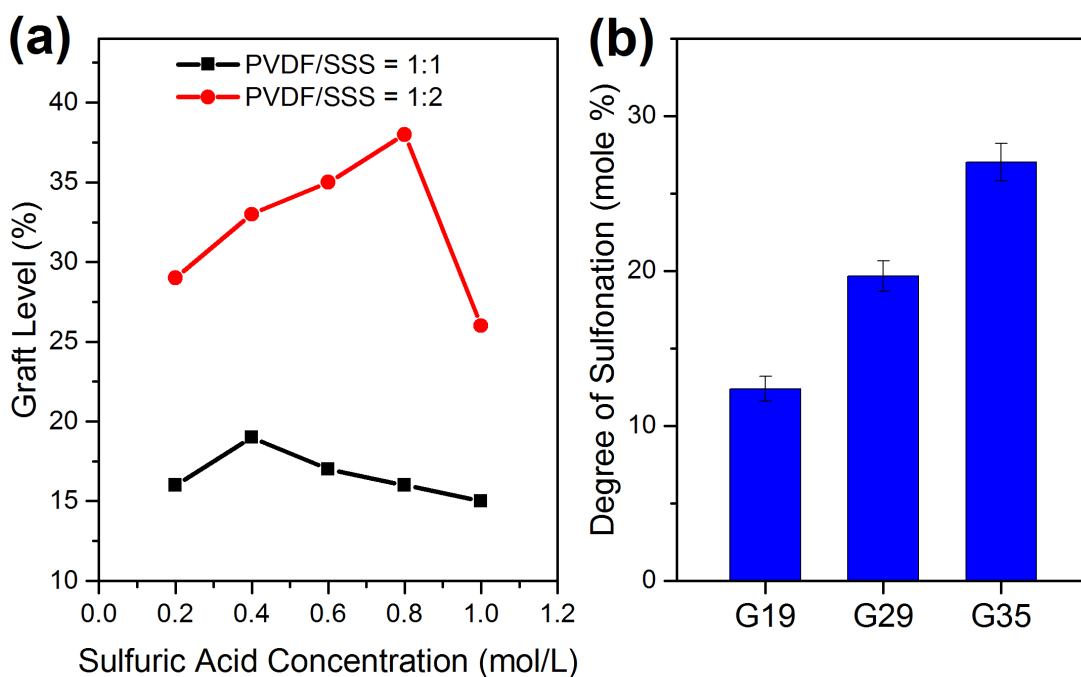 (a)
PVDF/SSS = 1:1
PVDF/SSS = 1:2
Graft Level (%)
40
35
30
25
20
15
10
0.0 0.2 0.4 0.6 0.8 1.0 1.2
Sulfuric Acid Concentration (mol/L)
(b)
Degree of Sulfonation (mole %)
30
20
10
0
G19 G29 G35